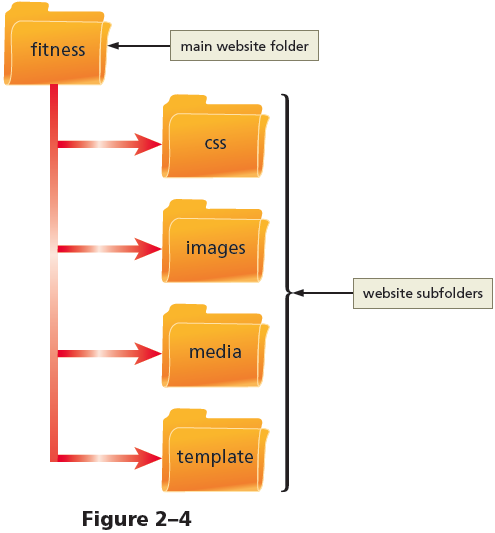 fitness
main website folder
css
images
website subfolders
media
template
Figure 2–4